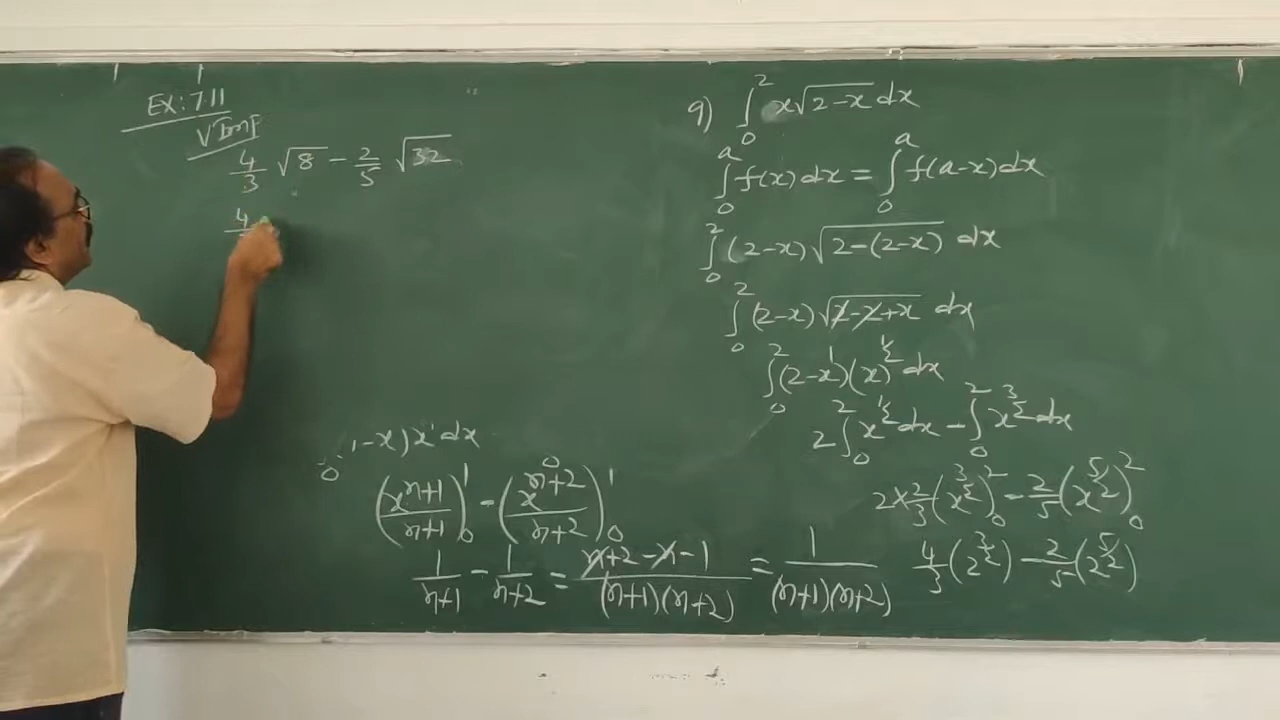 Ex: 7.11
√Imp
4/3 √8 - 2/5 √32
4
9) ∫₀² x√(2-x) dx
∫₀ᵃ f(x) dx = ∫₀ᵃ f(a-x) dx
∫₀² (2-x) √(2-(2-x)) dx
∫₀² (2-x) √(2-2+x) dx
∫₀² (2-x¹)(x)^(1/2) dx
2 ∫₀² x^(1/2) dx - ∫₀² x^(3/2) dx
2 × 2/3 (x^(3/2))₀² - 2/5 (x^(5/2))₀²
4/3 (2^(3/2)) - 2/5 (2^(5/2))
-x) x dx
(x^(n+1)/(n+1))₀¹ - (x^(n+2)/(n+2))₀¹
1/(n+1) - 1/(n+2) = (n+2-n-1)/((n+1)(n+2)) = 1/((n+1)(n+2))